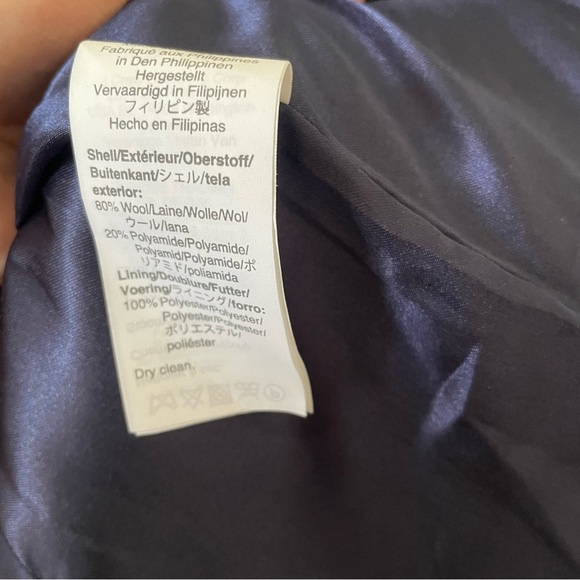 Fabriqué aux Philippines
in Den Philippinen
Hergestellt
Vervaardigd in Filipijnen
フィリピン製
Hecho en Filipinas
Shell/Extérieur/Oberstoff/
Buitenkant/シェル/tela
exterior:
80% Wool/Laine/Wolle/Wol/
ウール/lana
20% Polyamide/Polyamide/
Polyamid/Polyamide/ポ
リアミド/poliamida
Lining/Doublure/Futter/
Voering/ライニング/forro:
100% Polyester/Polyester/
Polyester/Polyester/
ポリエステル/
poliéster
Dry clean.